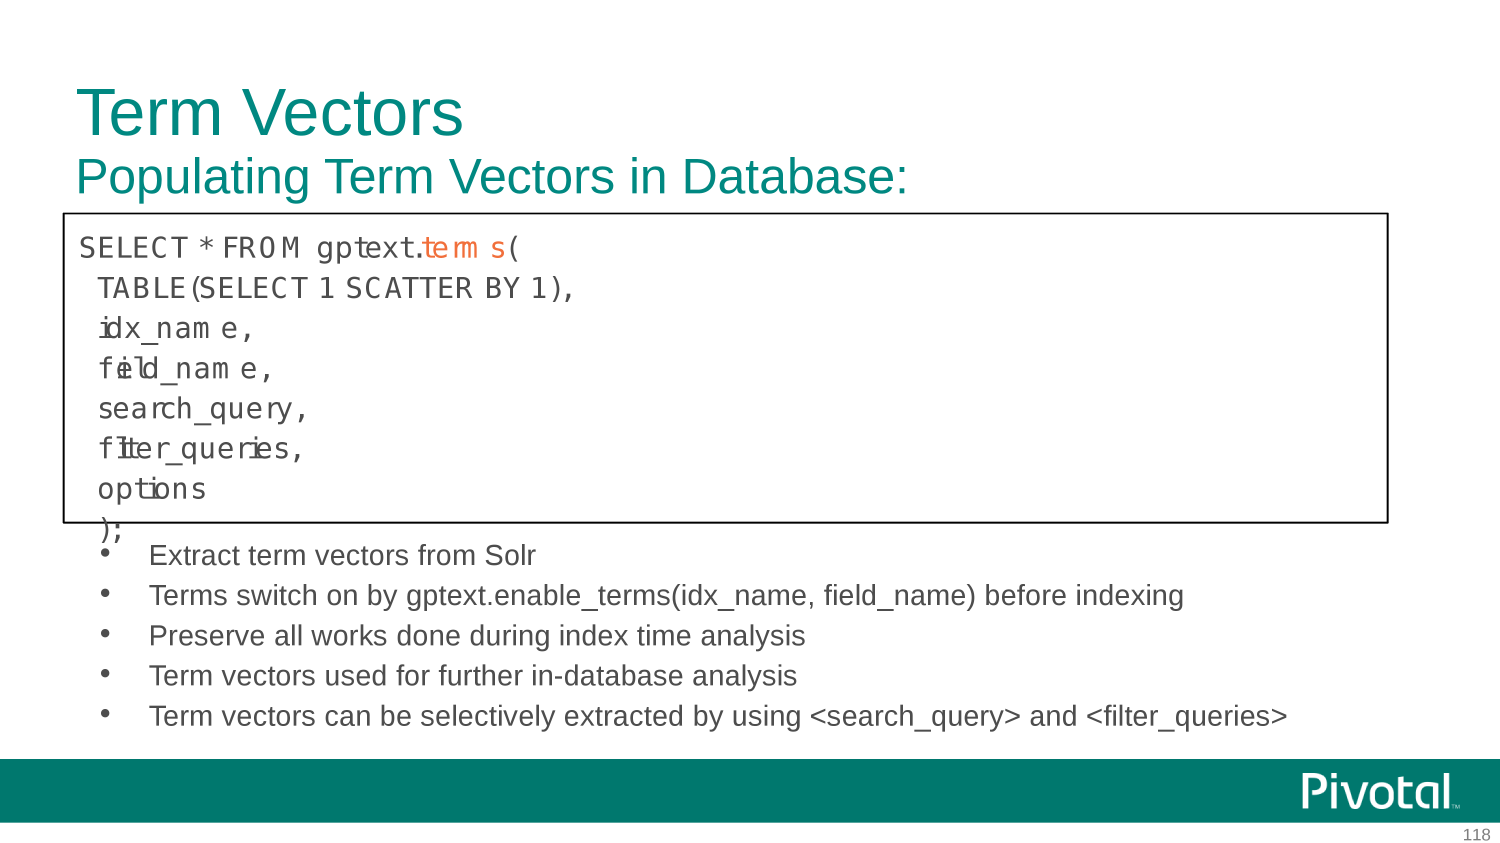 Term Vectors
Populating Term Vectors in Database:
SELECT * FROM gptext.terms(
TABLE(SELECT 1 SCATTER BY 1),
idx_name,
field_name,
search_query,
filter_queries,
options
);
• Extract term vectors from Solr
• Terms switch on by gptext.enable_terms(idx_name, field_name) before indexing
• Preserve all works done during index time analysis
• Term vectors used for further in-database analysis
• Term vectors can be selectively extracted by using <search_query> and <filter_queries>
Pivotal™
118